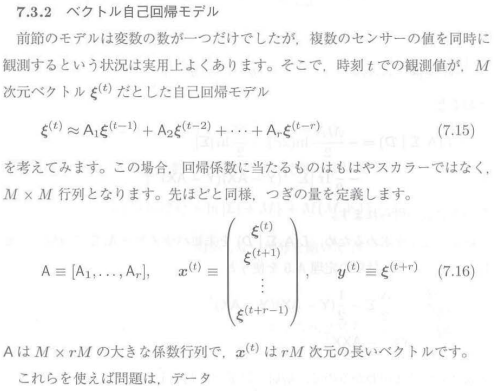 7.3.2 ベクトル自己回帰モデル
前節のモデルは変数の数が一つだけでしたが，複数のセンサーの値を同時に
観測するという状況は実用上よくあります。そこで，時刻 t での観測値が，M
次元ベクトル ξ^(t) だとした自己回帰モデル
ξ^(t) ≈ A₁ξ^(t−1) + A₂ξ^(t−2) + ⋯ + Aᵣξ^(t−r) (7.15)
を考えてみます。この場合，回帰係数に当たるものはもはやスカラーではなく，
M × M 行列となります。先ほどと同様，つぎの量を定義します。
A ≡ [A₁, . . . , Aᵣ], x^(t) ≡ ( ξ^(t) ξ^(t+1) ⋮ ξ^(t+r−1) ), y^(t) ≡ ξ^(t+r) (7.16)
A は M × rM の大きな係数行列で，x^(t) は rM 次元の長いベクトルです。
これらを使えば問題は，データ